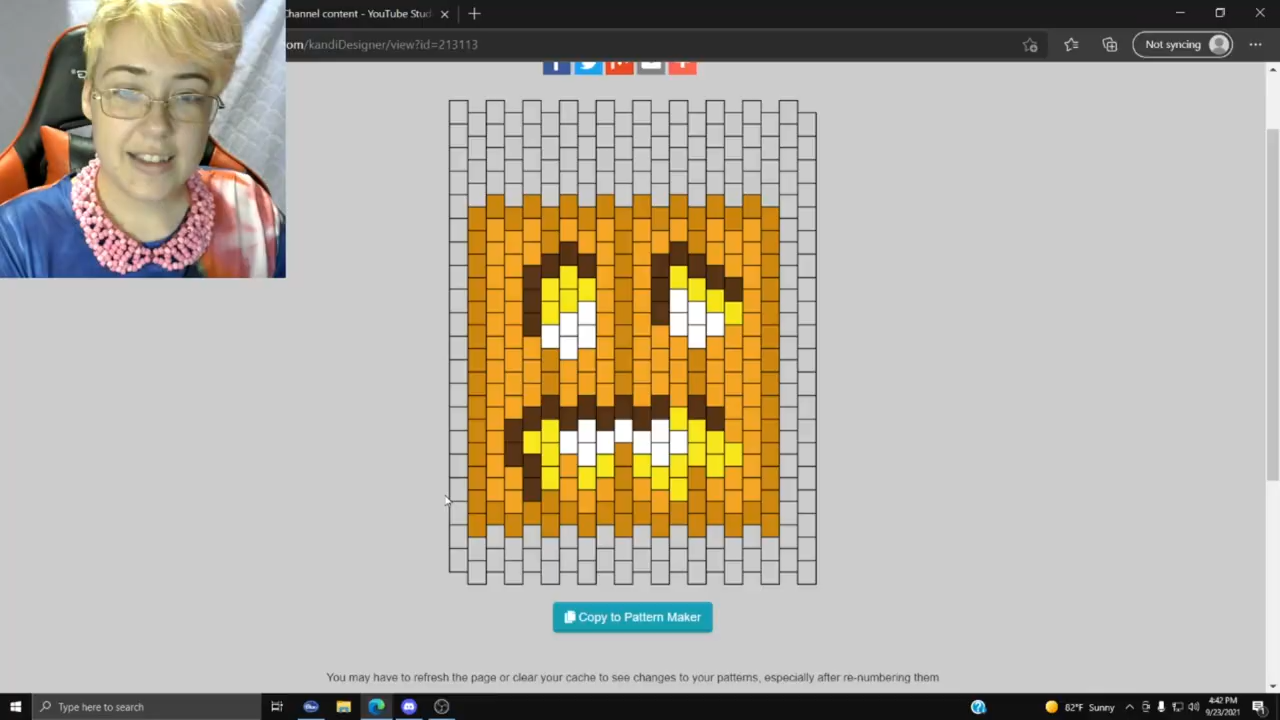 Channel content - YouTube Stud
om/kandiDesigner/view?id=213113
Not syncing
Copy to Pattern Maker
You may have to refresh the page or clear your cache to see changes to your patterns, especially after re-numbering them
Type here to search
82°F Sunny
4:42 PM
9/23/2021